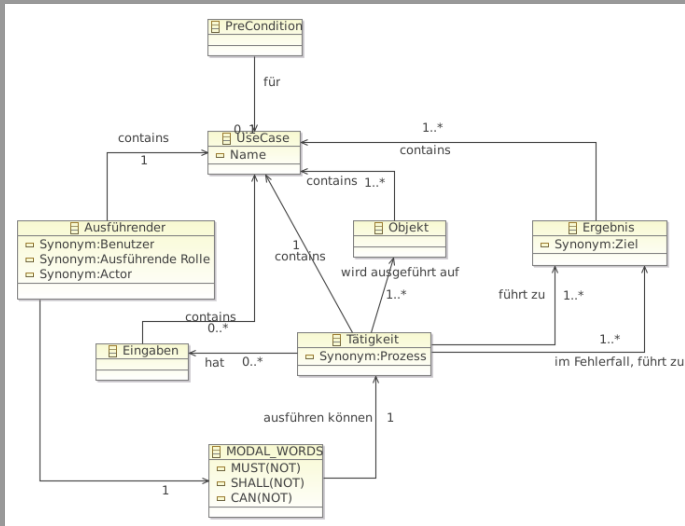 PreCondition
für
0..1
UseCase
Name
contains
1
1..*
contains
contains 1..*
Ausführender
Synonym:Benutzer
Synonym:Ausführende Rolle
Synonym:Actor
Objekt
Ergebnis
Synonym:Ziel
1
contains
wird ausgeführt auf
1..*
führt zu 1..*
contains
0..*
Eingaben
hat 0..*
Tätigkeit
Synonym:Prozess
1..*
im Fehlerfall, führt zu
ausführen können 1
MODAL_WORDS
MUST(NOT)
SHALL(NOT)
CAN(NOT)
1